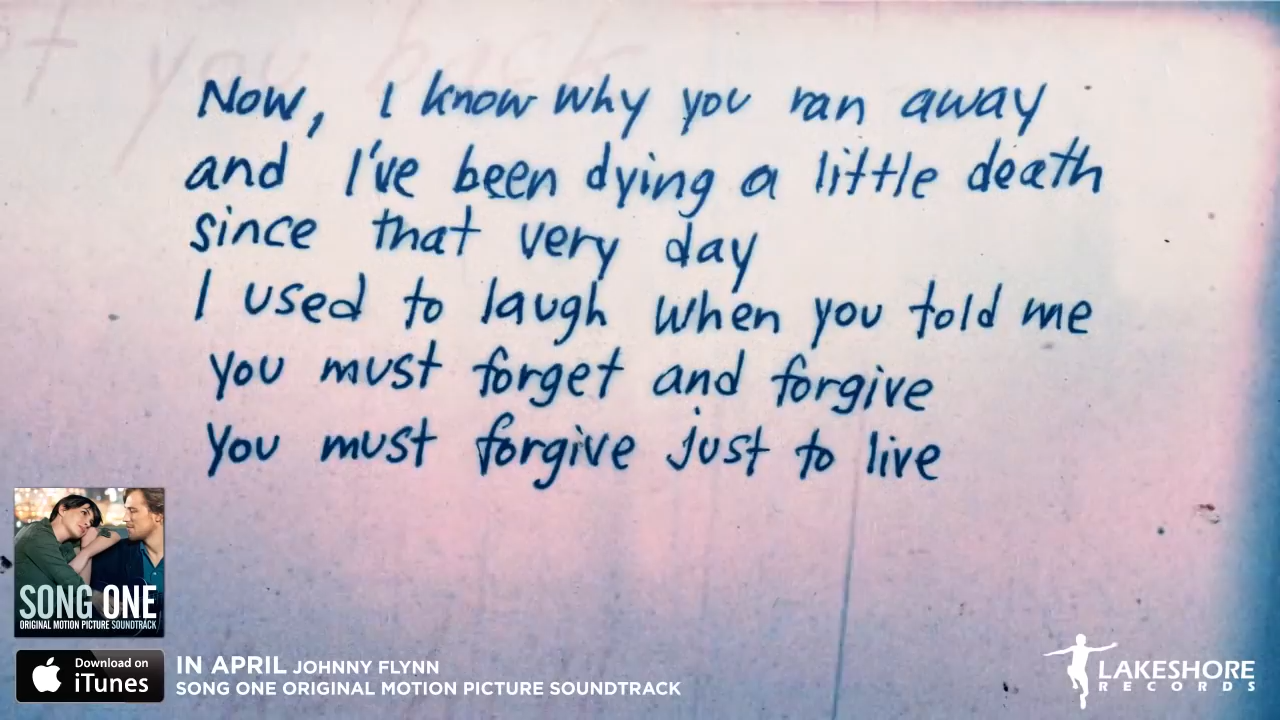 t you back
Now, I know why you ran away
and I've been dying a little death
since that very day
I used to laugh when you told me
you must forget and forgive
you must forgive just to live
SONG ONE
ORIGINAL MOTION PICTURE SOUNDTRACK
Download on
iTunes
IN APRIL JOHNNY FLYNN
SONG ONE ORIGINAL MOTION PICTURE SOUNDTRACK
LAKESHORE
RECORDS